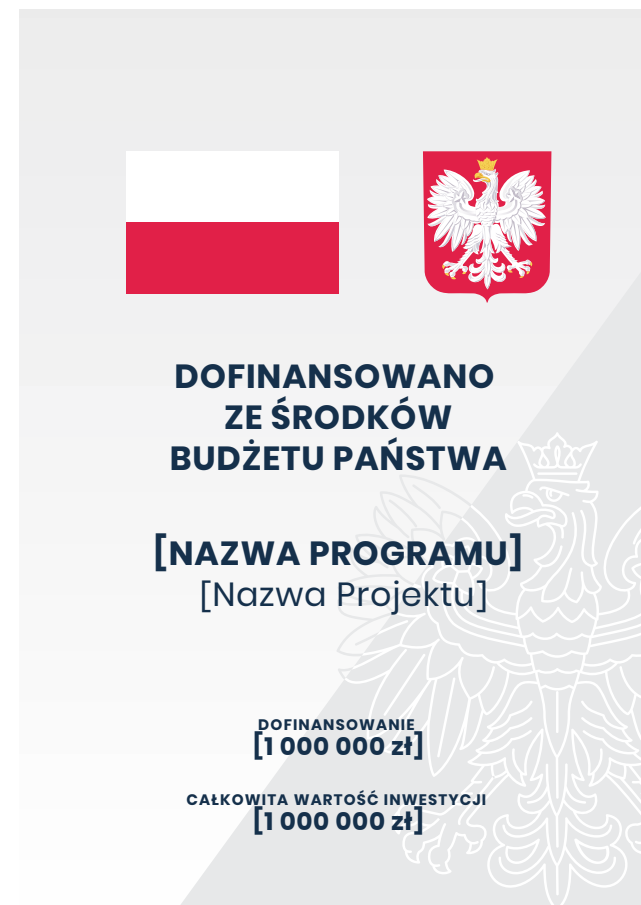 DOFINANSOWANO
ZE ŚRODKÓW
BUDŻETU PAŃSTWA
[NAZWA PROGRAMU]
[Nazwa Projektu]
DOFINANSOWANIE
[1 000 000 zł]
CAŁKOWITA WARTOŚĆ INWESTYCJI
[1 000 000 zł]